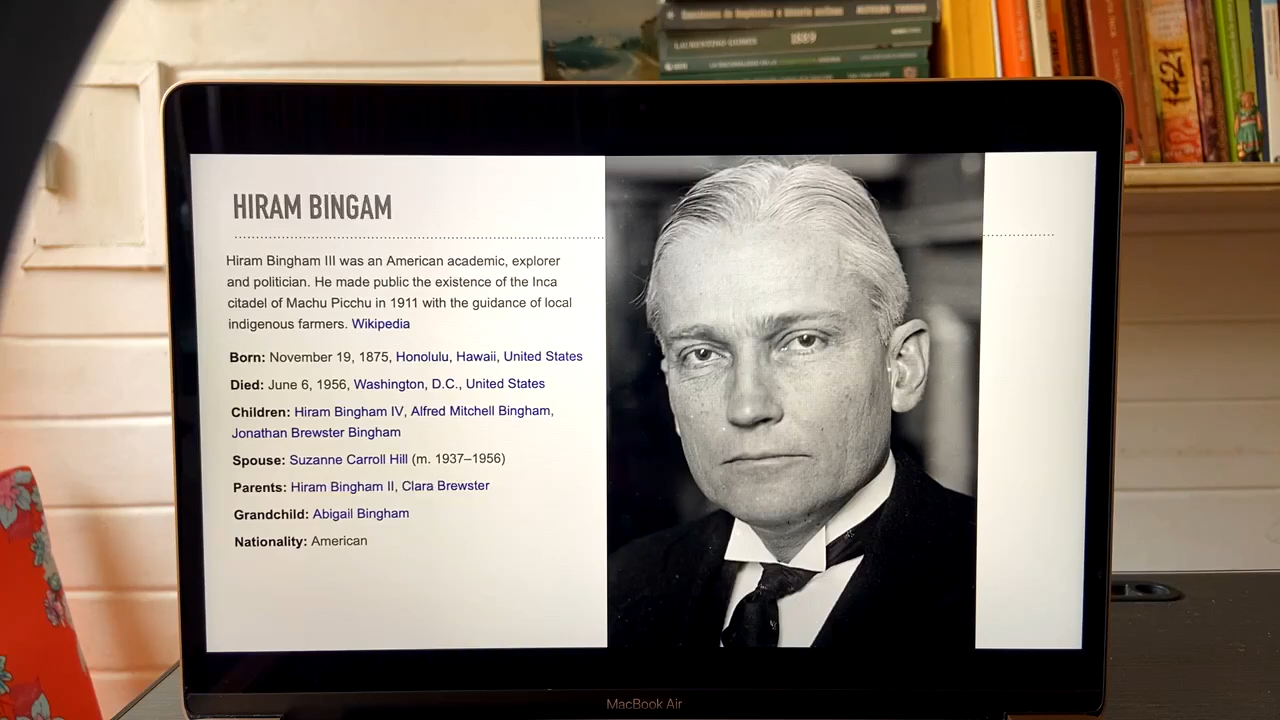 1889
1421
HIRAM BINGAM
Hiram Bingham III was an American academic, explorer
and politician. He made public the existence of the Inca
citadel of Machu Picchu in 1911 with the guidance of local
indigenous farmers. Wikipedia
Born: November 19, 1875, Honolulu, Hawaii, United States
Died: June 6, 1956, Washington, D.C., United States
Children: Hiram Bingham IV, Alfred Mitchell Bingham,
Jonathan Brewster Bingham
Spouse: Suzanne Carroll Hill (m. 1937–1956)
Parents: Hiram Bingham II, Clara Brewster
Grandchild: Abigail Bingham
Nationality: American
MacBook Air